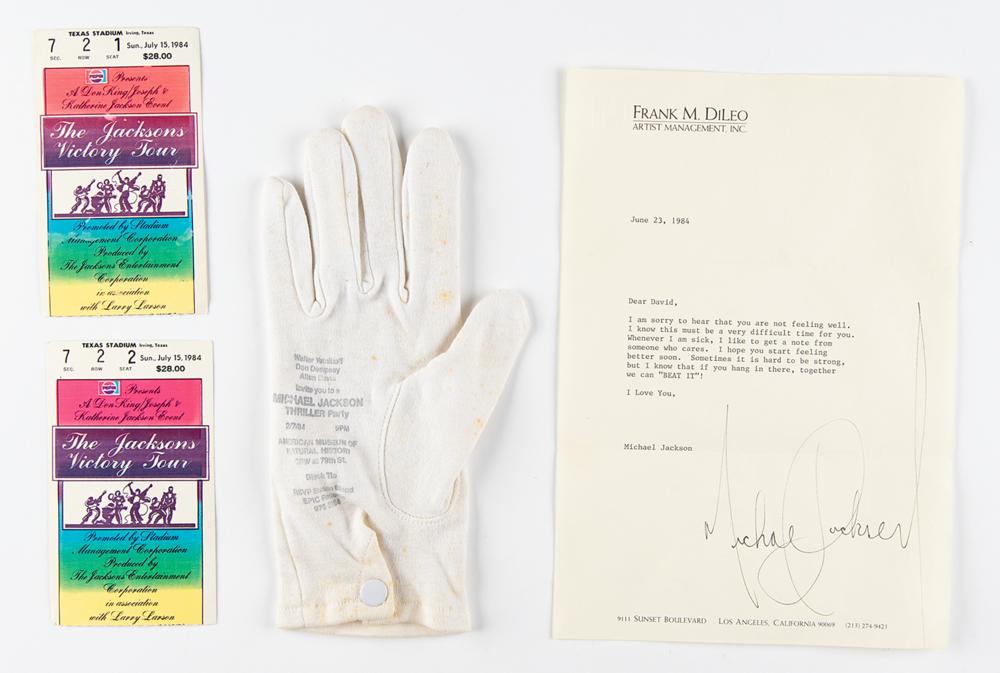 TEXAS STADIUM Irving, Texas
7 2 1 Sun., July 15, 1984
SEC. ROW SEAT $28.00
PEPSI Presents
A Don King/Joseph &
Katherine Jackson Event
The Jacksons
Victory Tour
Promoted by Stadium
Management Corporation
Produced by
The Jacksons Entertainment
Corporation
in association
with Larry Larson
TEXAS STADIUM Irving, Texas
7 2 2 Sun., July 15, 1984
SEC. ROW SEAT $28.00
PEPSI Presents
A Don King/Joseph &
Katherine Jackson Event
The Jacksons
Victory Tour
Promoted by Stadium
Management Corporation
Produced by
The Jacksons Entertainment
Corporation
in association
with Larry Larson
Walter
Don Dempsey
Allen Davis
invite you to a
MICHAEL JACKSON
THRILLER Party
2/7/84 9PM
AMERICAN MUSEUM OF
NATURAL HISTORY
CPW at 79th St.
Black Tie
RSVP
EPIC
FRANK M. DILEO
ARTIST MANAGEMENT, INC.
June 23, 1984
Dear David,
I am sorry to hear that you are not feeling well.
I know this must be a very difficult time for you.
Whenever I am sick, I like to get a note from
someone who cares. I hope you start feeling
better soon. Sometimes it is hard to be strong,
but I know that if you hang in there, together
we can "BEAT IT"!
I Love You,
Michael Jackson
Michael Jackson
9111 SUNSET BOULEVARD LOS ANGELES, CALIFORNIA 90069 (213) 274-9421